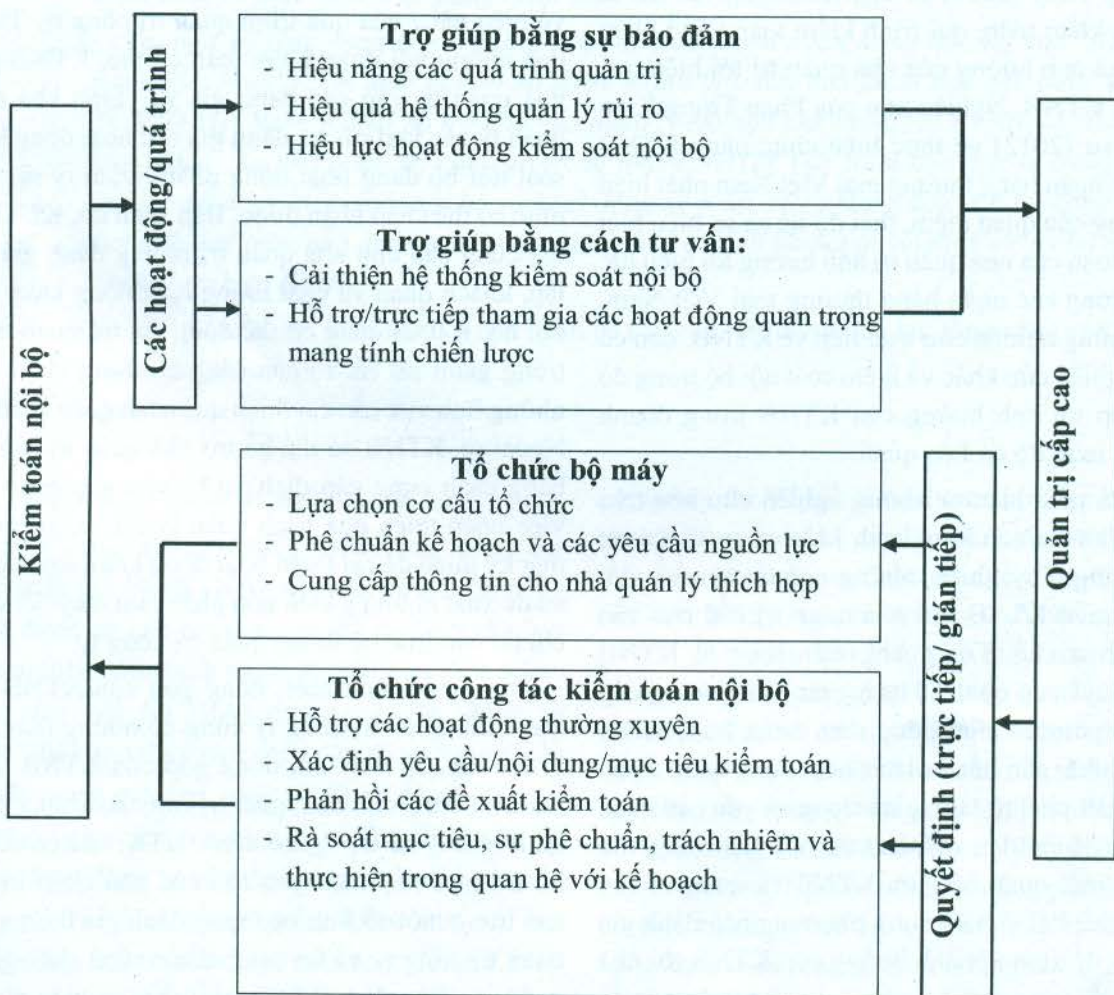 Kiểm toán nội bộ
Các hoạt động/quá trình
Trợ giúp bằng sự bảo đảm
- Hiệu năng các quá trình quản trị
- Hiệu quả hệ thống quản lý rủi ro
- Hiệu lực hoạt động kiểm soát nội bộ
Trợ giúp bằng cách tư vấn:
- Cải thiện hệ thống kiểm soát nội bộ
- Hỗ trợ/trực tiếp tham gia các hoạt động quan trọng
mang tính chiến lược
Tổ chức bộ máy
- Lựa chọn cơ cấu tổ chức
- Phê chuẩn kế hoạch và các yêu cầu nguồn lực
- Cung cấp thông tin cho nhà quản lý thích hợp
Tổ chức công tác kiểm toán nội bộ
- Hỗ trợ các hoạt động thường xuyên
- Xác định yêu cầu/nội dung/mục tiêu kiểm toán
- Phản hồi các đề xuất kiểm toán
- Rà soát mục tiêu, sự phê chuẩn, trách nhiệm và
thực hiện trong quan hệ với kế hoạch
Quyết định (trực tiếp, gián tiếp)
Quản trị cấp cao